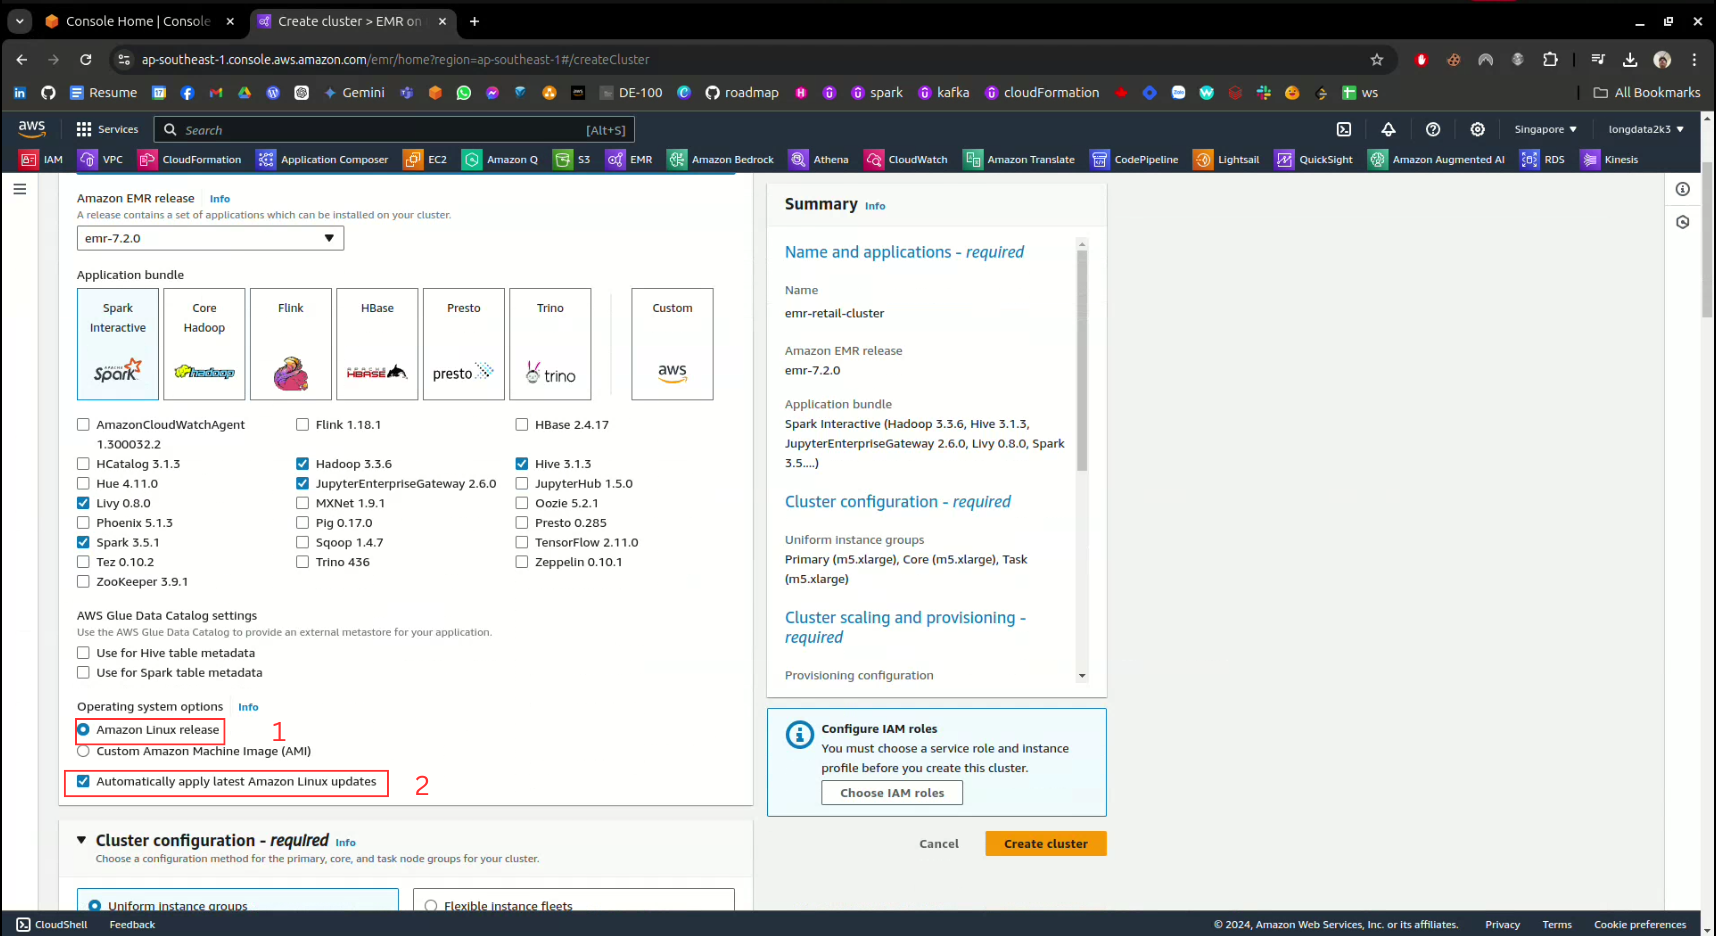 Console Home | Console
Create cluster > EMR on
ap-southeast-1.console.aws.amazon.com/emr/home?region=ap-southeast-1#/createCluster
Resume
Gemini
DE-100
roadmap
spark
kafka
cloudFormation
ws
All Bookmarks
aws
Services
Search
[Alt+S]
Singapore
longdata2k3
IAM
VPC
CloudFormation
Application Composer
EC2
Amazon Q
S3
EMR
Amazon Bedrock
Athena
CloudWatch
Amazon Translate
CodePipeline
Lightsail
QuickSight
Amazon Augmented AI
RDS
Kinesis
Amazon EMR release Info
A release contains a set of applications which can be installed on your cluster.
emr-7.2.0
Application bundle
Spark
Interactive
APACHE
Spark
Core
Hadoop
hadoop
Flink
HBase
APACHE
HBASE
Presto
presto
Trino
trino
Custom
aws
AmazonCloudWatchAgent
1.300032.2
Flink 1.18.1
HBase 2.4.17
HCatalog 3.1.3
Hadoop 3.3.6
Hive 3.1.3
Hue 4.11.0
JupyterEnterpriseGateway 2.6.0
JupyterHub 1.5.0
Livy 0.8.0
MXNet 1.9.1
Oozie 5.2.1
Phoenix 5.1.3
Pig 0.17.0
Presto 0.285
Spark 3.5.1
Sqoop 1.4.7
TensorFlow 2.11.0
Tez 0.10.2
Trino 436
Zeppelin 0.10.1
ZooKeeper 3.9.1
AWS Glue Data Catalog settings
Use the AWS Glue Data Catalog to provide an external metastore for your application.
Use for Hive table metadata
Use for Spark table metadata
Operating system options Info
Amazon Linux release
1
Custom Amazon Machine Image (AMI)
Automatically apply latest Amazon Linux updates
2
Cluster configuration - required Info
Choose a configuration method for the primary, core, and task node groups for your cluster.
Uniform instance groups
Flexible instance fleets
Summary Info
Name and applications - required
Name
emr-retail-cluster
Amazon EMR release
emr-7.2.0
Application bundle
Spark Interactive (Hadoop 3.3.6, Hive 3.1.3,
JupyterEnterpriseGateway 2.6.0, Livy 0.8.0, Spark
3.5....)
Cluster configuration - required
Uniform instance groups
Primary (m5.xlarge), Core (m5.xlarge), Task
(m5.xlarge)
Cluster scaling and provisioning -
required
Provisioning configuration
Configure IAM roles
You must choose a service role and instance
profile before you create this cluster.
Choose IAM roles
Cancel
Create cluster
CloudShell
Feedback
© 2024, Amazon Web Services, Inc. or its affiliates.
Privacy
Terms
Cookie preferences